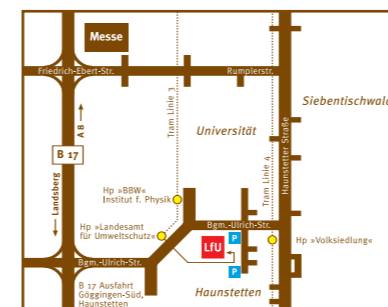 Messe
Friedrich-Ebert-Str.
Rumplerstr.
Siebentischwald
Tram Linie 3
A 8
Universität
Haunstetter Straße
B 17
Tram Linie 4
Landsberg
Hp »BBW«
Institut f. Physik
Hp »Landesamt
für Umweltschutz«
Bgm.-Ulrich-Str.
P
LfU
Hp »Volksiedlung«
Bgm.-Ulrich-Str.
P
B 17 Ausfahrt
Göggingen-Süd,
Haunstetten
Haunstetten